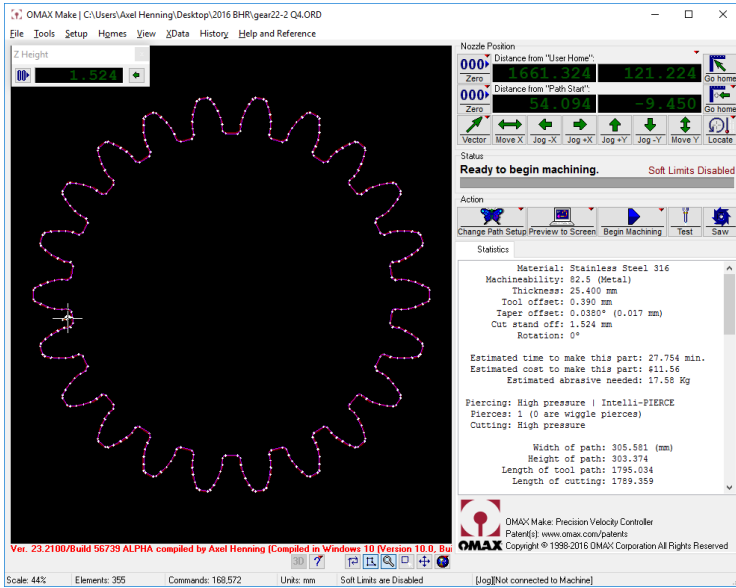 OMAX Make | C:\Users\Axel Henning\Desktop\2016 BHR\gear22-2 Q4.ORD
File Tools Setup Homes View XData History Help and Reference
Z Height
000
1.524
Nozzle Position
Distance from "User Home":
000 Zero
1661.324 121.224
Go home
Distance from "Path Start":
000 Zero
54.094 -9.450
Go home
Vector Move X Jog -X Jog +X Jog +Y Jog -Y Move Y Locate
Status
Ready to begin machining. Soft Limits Disabled
Action
Change Path Setup Preview to Screen Begin Machining Test Saw
Statistics
Material: Stainless Steel 316
Machineability: 82.5 (Metal)
Thickness: 25.400 mm
Tool offset: 0.390 mm
Taper offset: 0.0380° (0.017 mm)
Cut stand off: 1.524 mm
Rotation: 0°
Estimated time to make this part: 27.754 min.
Estimated cost to make this part: $11.56
Estimated abrasive needed: 17.58 Kg
Piercing: High pressure | Intelli-PIERCE
Pierces: 1 (0 are wiggle pierces)
Cutting: High pressure
Width of path: 305.581 (mm)
Height of path: 303.374
Length of tool path: 1795.034
Length of cutting: 1789.359
OMAX
OMAX Make: Precision Velocity Controller
Patent(s): www.omax.com/patents
Copyright © 1998-2016 OMAX Corporation All Rights Reserved
Ver. 23.2100/Build 56739 ALPHA compiled by Axel Henning (Compiled in Windows 10 (Version 10.0, Bu
3D
Scale: 44% Elements: 355 Commands: 168,572 Units: mm Soft Limits are Disabled [Jog][Not connected to Machine]